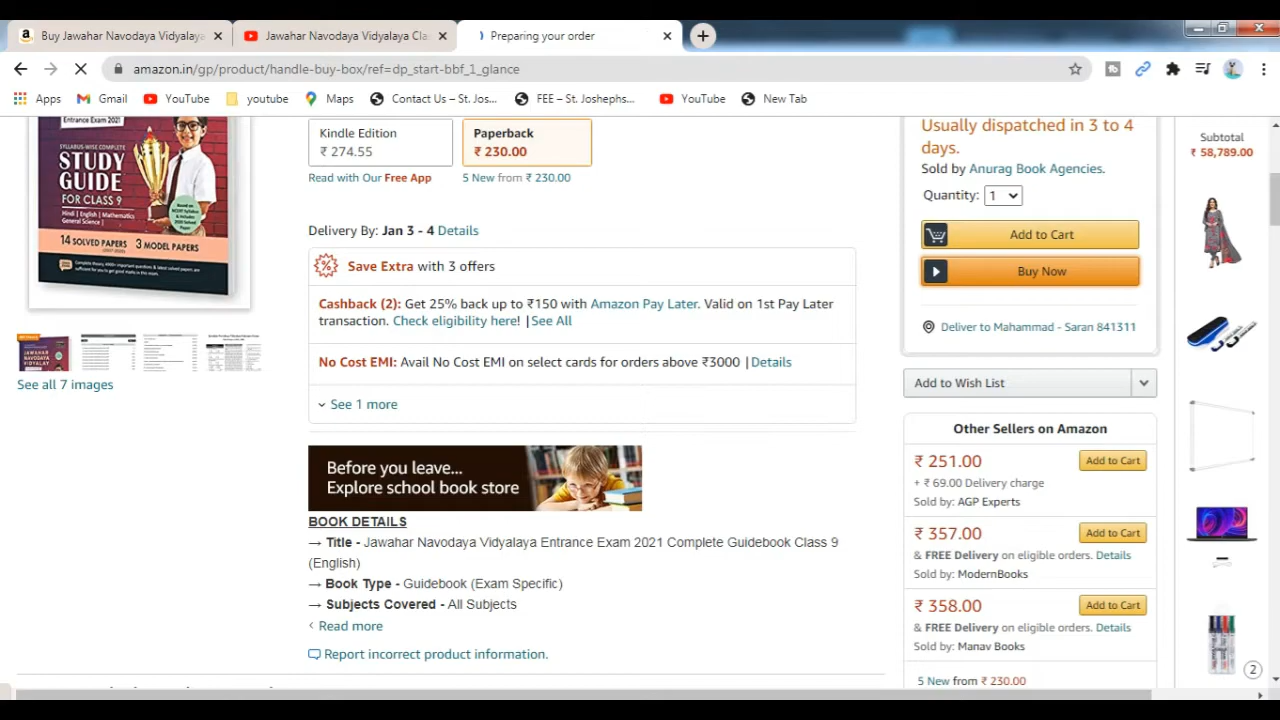 Buy Jawahar Navodaya Vidyalaya
Jawahar Navodaya Vidyalaya Cla
Preparing your order
amazon.in/gp/product/handle-buy-box/ref=dp_start-bbf_1_glance
Apps
Gmail
YouTube
youtube
Maps
Contact Us – St. Jos...
FEE – St. Joshephs...
YouTube
New Tab
Entrance Exam 2021
SYLLABUS-WISE COMPLETE
STUDY
GUIDE
FOR CLASS 9
Hindi | English | Mathematics
General Science |
14 SOLVED PAPERS 3 MODEL PAPERS
See all 7 images
Kindle Edition
₹ 274.55
Read with Our Free App
Paperback
₹ 230.00
5 New from ₹ 230.00
Delivery By: Jan 3 - 4 Details
Save Extra with 3 offers
Cashback (2): Get 25% back up to ₹150 with Amazon Pay Later. Valid on 1st Pay Later
transaction. Check eligibility here! | See All
No Cost EMI: Avail No Cost EMI on select cards for orders above ₹3000 | Details
See 1 more
Before you leave...
Explore school book store
BOOK DETAILS
→ Title - Jawahar Navodaya Vidyalaya Entrance Exam 2021 Complete Guidebook Class 9
(English)
→ Book Type - Guidebook (Exam Specific)
→ Subjects Covered - All Subjects
Read more
Report incorrect product information.
Usually dispatched in 3 to 4
days.
Sold by Anurag Book Agencies.
Quantity: 1
Add to Cart
Buy Now
Deliver to Mahammad - Saran 841311
Add to Wish List
Other Sellers on Amazon
₹ 251.00 Add to Cart
+ ₹ 69.00 Delivery charge
Sold by: AGP Experts
₹ 357.00 Add to Cart
& FREE Delivery on eligible orders. Details
Sold by: ModernBooks
₹ 358.00 Add to Cart
& FREE Delivery on eligible orders. Details
Sold by: Manav Books
5 New from ₹ 230.00
Subtotal
₹ 58,789.00
2